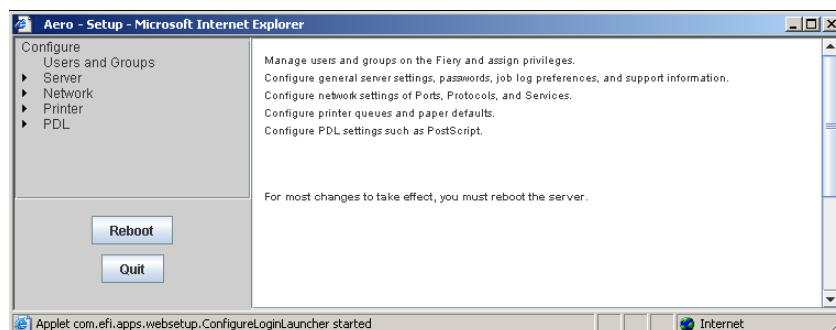 Aero - Setup - Microsoft Internet Explorer
Configure
Users and Groups
Server
Network
Printer
PDL
Manage users and groups on the Fiery and assign privileges.
Configure general server settings, passwords, job log preferences, and support information.
Configure network settings of Ports, Protocols, and Services.
Configure printer queues and paper defaults.
Configure PDL settings such as PostScript.
For most changes to take effect, you must reboot the server.
Reboot
Quit
Applet com.efi.apps.websetup.ConfigureLoginLauncher started
Internet